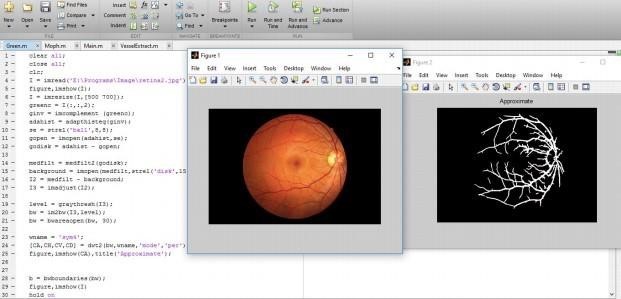 New Open Save Find Files Compare Print Insert Comment Indent fx Go To Find Breakpoints Run Run and Time Run and Advance Run Section Advance
FILE EDIT NAVIGATE BREAKPOINTS RUN
Green.m × Moph.m × Main.m × VesselExtract.m ×
1 - clear all;
2 - close all;
3 - clc;
4 - I = imread('E:\Programs\Image\retina2.jpg')
5 - figure,imshow(I)
6 - I = imresize(I,[500 700]);
7 - greenc = I(:,:,2);
8 - ginv = imcomplement (greenc);
9 - adahist = adapthisteq(ginv);
10 - se = strel('ball',8,8);
11 - gopen = imopen(adahist,se);
12 - godisk = adahist - gopen;
13
14 - medfilt = medfilt2(godisk);
15 - background = imopen(medfilt,strel('disk',15
16 - I2 = medfilt - background;
17 - I3 = imadjust(I2);
18
19 - level = graythresh(I3);
20 - bw = im2bw(I3,level);
21 - bw = bwareaopen(bw, 30);
22
23 - wname = 'sym4';
24 - [CA,CH,CV,CD] = dwt2(bw,wname,'mode','per')
25 - figure,imshow(CA),title('Approximate');
26
27
28 - b = bwboundaries(bw);
29 - figure,imshow(I)
30 - hold on
Figure 1
File Edit View Insert Tools Desktop Window Help
Figure 2
File Edit View Insert Tools Desktop Window Help
Approximate